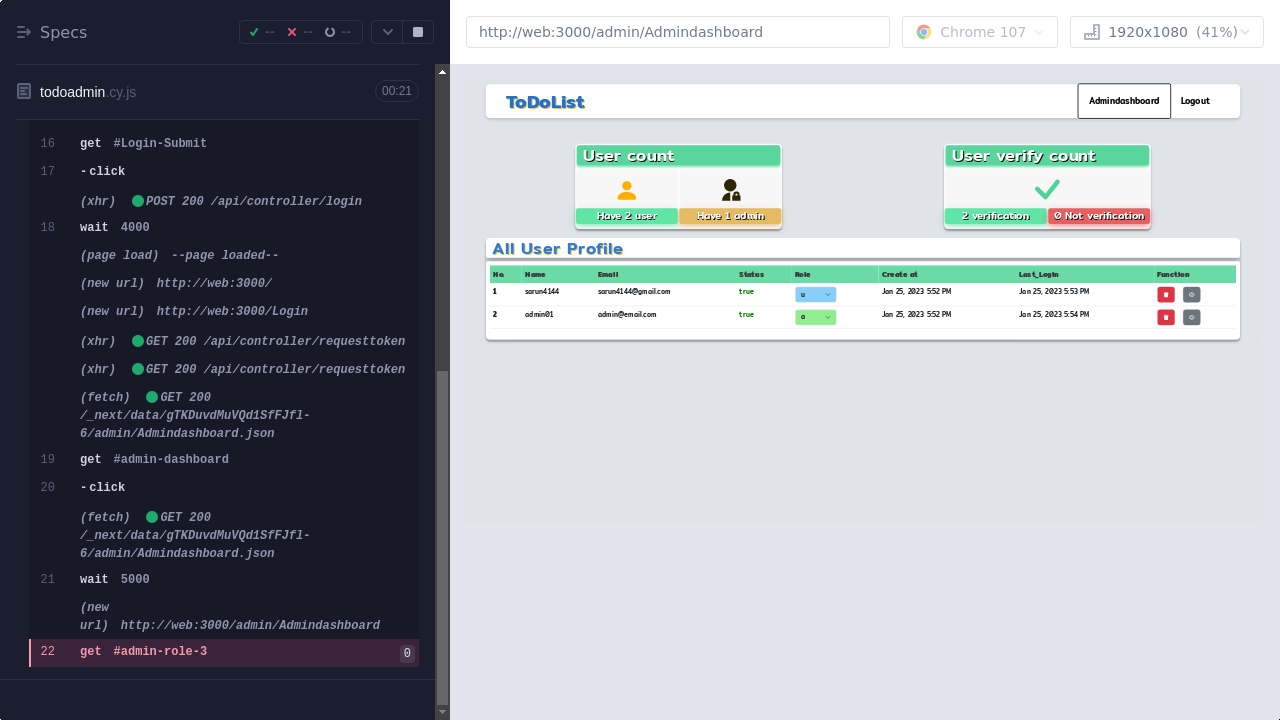 Specs
-- -- --
todoadmin.cy.js
00:21
16 get #Login-Submit
17 -click
(xhr) POST 200 /api/controller/login
18 wait 4000
(page load) --page loaded--
(new url) http://web:3000/
(new url) http://web:3000/Login
(xhr) GET 200 /api/controller/requesttoken
(xhr) GET 200 /api/controller/requesttoken
(fetch) GET 200
/_next/data/gTKDuvdMuVQd1SfFJfl-
6/admin/Admindashboard.json
19 get #admin-dashboard
20 -click
(fetch) GET 200
/_next/data/gTKDuvdMuVQd1SfFJfl-
6/admin/Admindashboard.json
21 wait 5000
(new
url) http://web:3000/admin/Admindashboard
22 get #admin-role-3 0
http://web:3000/admin/Admindashboard
Chrome 107
1920x1080 (41%)
ToDoList
Admindashboard
Logout
User count
Have 2 user
Have 1 admin
User verify count
2 verification
0 Not verification
All User Profile
No. Name Email Status Role Create at Last_Login Function
1 sarun4144 sarun4144@gmail.com true u Jan 25, 2023 5:52 PM Jan 25, 2023 5:53 PM
2 admin01 admin@email.com true a Jan 25, 2023 5:52 PM Jan 25, 2023 5:54 PM